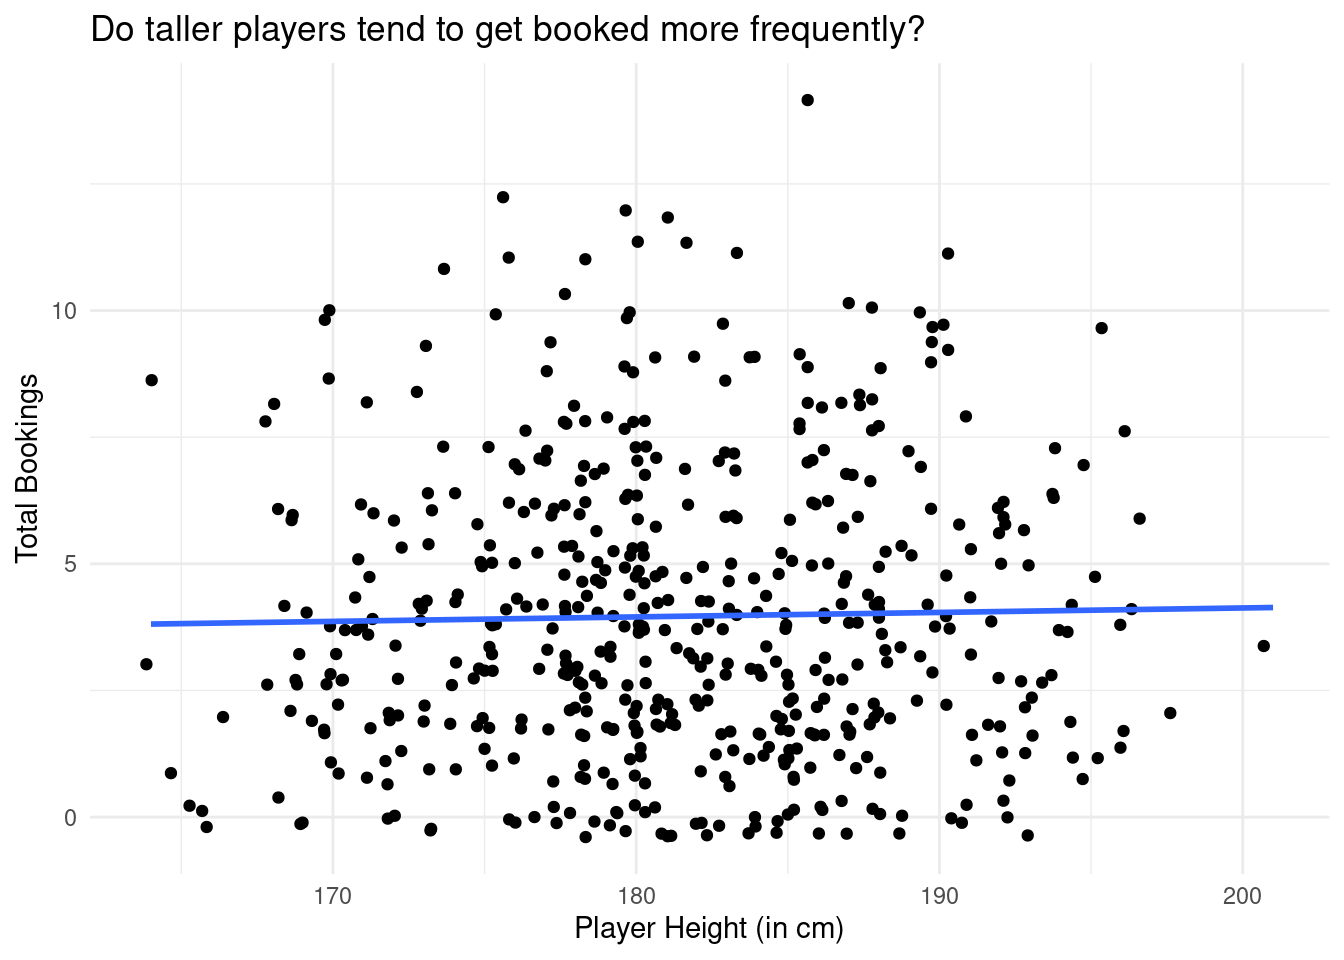 Do taller players tend to get booked more frequently?
Total Bookings
10
5
0
170 180 190 200
Player Height (in cm)